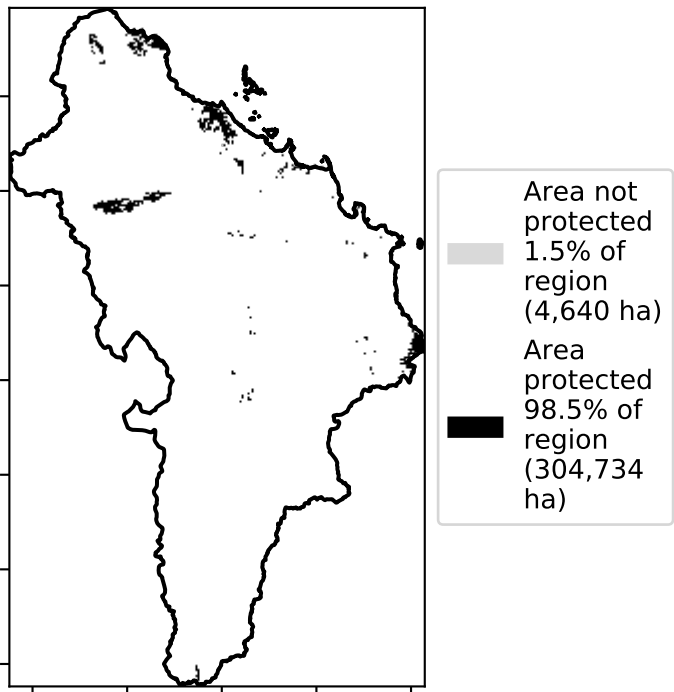 Area not
protected
1.5% of
region
(4,640 ha)
Area
protected
98.5% of
region
(304,734
ha)